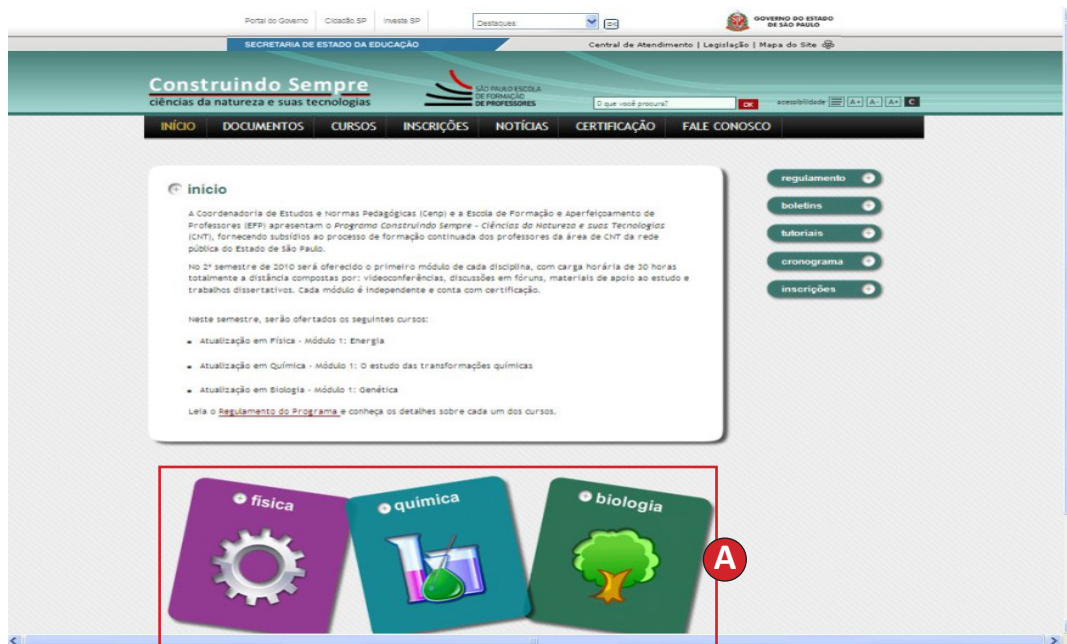 Portal do Governo Cidadão SP Investe SP Destaques: GOVERNO DO ESTADO
DE SÃO PAULO
SECRETARIA DE ESTADO DA EDUCAÇÃO Central de Atendimento | Legislação | Mapa do Site
Construindo Sempre
ciências da natureza e suas tecnologias
SÃO PAULO ESCOLA
DE FORMAÇÃO
DE PROFESSORES
O que você procura? OK acessibilidade A+ A- A+ C
INÍCIO DOCUMENTOS CURSOS INSCRIÇÕES NOTÍCIAS CERTIFICAÇÃO FALE CONOSCO
início
A Coordenadoria de Estudos e Normas Pedagógicas (Cenp) e a Escola de Formação e Aperfeiçoamento de
Professores (EFP) apresentam o Programa Construindo Sempre - Ciências da Natureza e suas Tecnologias
(CNT), fornecendo subsídios ao processo de formação continuada dos professores da área de CNT da rede
pública do Estado de São Paulo.
No 2º semestre de 2010 será oferecido o primeiro módulo de cada disciplina, com carga horária de 30 horas
totalmente a distância compostas por: videoconferências, discussões em fóruns, materiais de apoio ao estudo e
trabalhos dissertativos. Cada módulo é independente e conta com certificação.
Neste semestre, serão ofertados os seguintes cursos:
Atualização em Física - Módulo 1: Energia
Atualização em Química - Módulo 1: O estudo das transformações químicas
Atualização em Biologia - Módulo 1: Genética
Leia o Regulamento do Programa e conheça os detalhes sobre cada um dos cursos.
regulamento
boletins
tutoriais
cronograma
inscrições
física
química
biologia
A